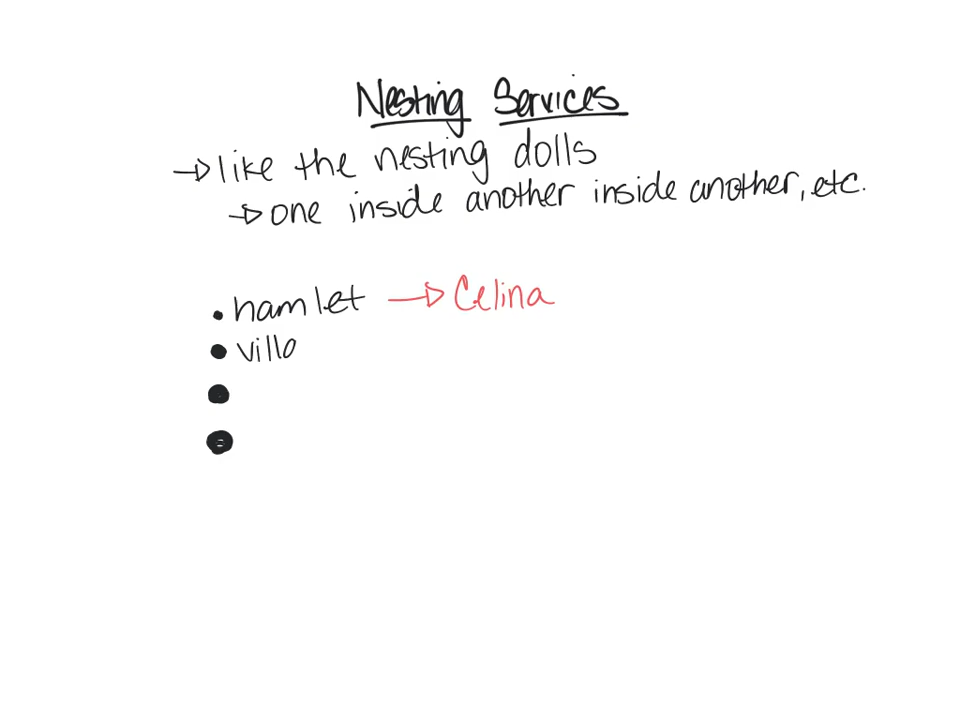 Nesting Services
→ like the nesting dolls
→ one inside another inside another, etc.
• hamlet → Celina
• villa
•
•